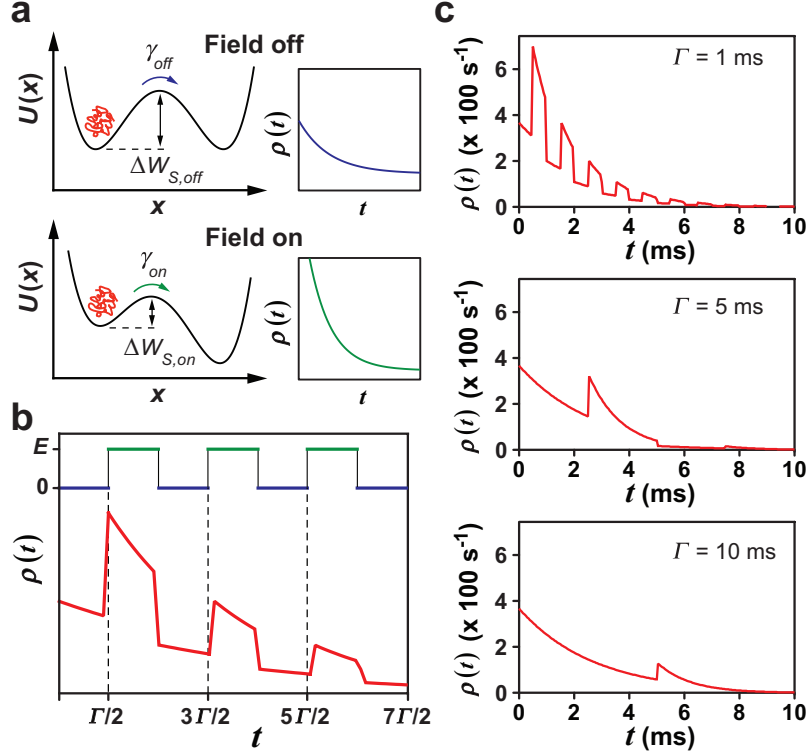 a
Field off
γoff
U(x)
ΔWS,off
x
ρ(t)
t
Field on
γon
U(x)
ΔWS,on
x
ρ(t)
t
b
E
0
ρ(t)
Γ/2 3Γ/2 5Γ/2 7Γ/2
t
c
Γ = 1 ms
ρ(t) (x 100 s-1)
6
4
2
0
0 2 4 6 8 10
t (ms)
Γ = 5 ms
ρ(t) (x 100 s-1)
6
4
2
0
0 2 4 6 8 10
t (ms)
Γ = 10 ms
ρ(t) (x 100 s-1)
6
4
2
0
0 2 4 6 8 10
t (ms)